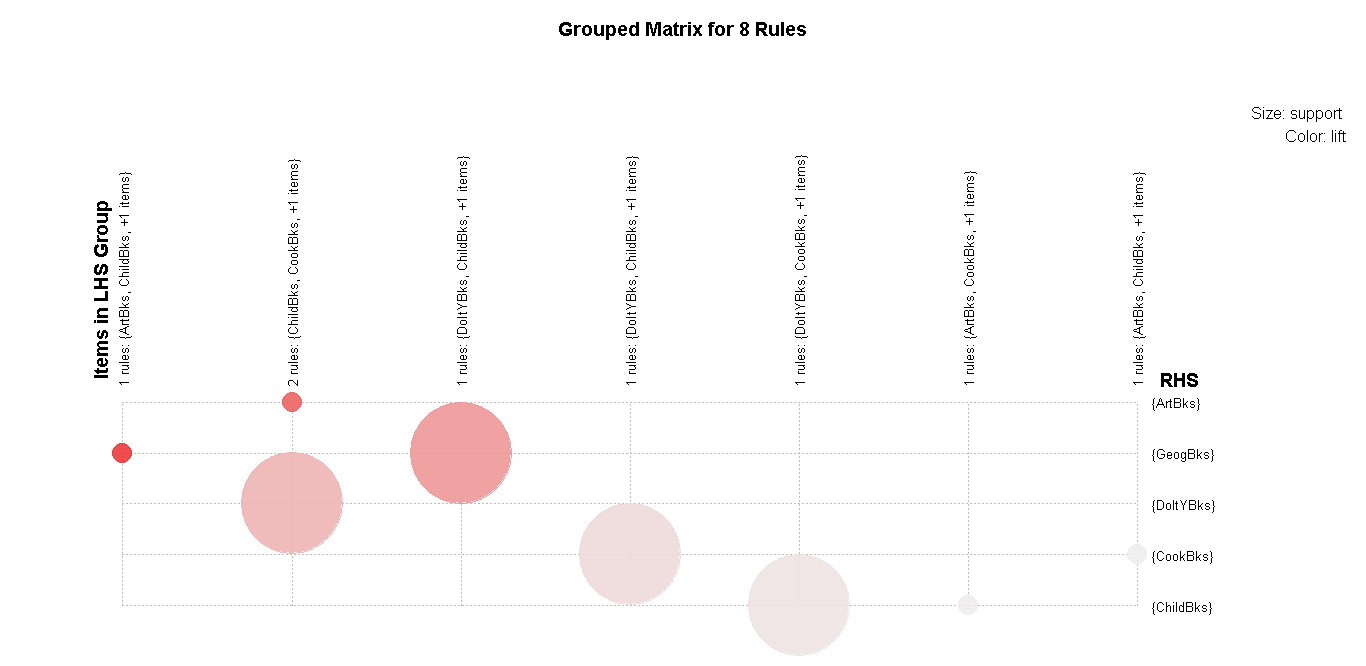 Grouped Matrix for 8 Rules
Size: support
Color: lift
Items in LHS Group
1 rules: {ArtBks, ChildBks, +1 items}
2 rules: {ChildBks, CookBks, +1 items}
1 rules: {DoItYBks, ChildBks, +1 items}
1 rules: {DoItYBks, ChildBks, +1 items}
1 rules: {DoItYBks, CookBks, +1 items}
1 rules: {ArtBks, CookBks, +1 items}
1 rules: {ArtBks, ChildBks, +1 items}
RHS
{ArtBks}
{GeogBks}
{DoItYBks}
{CookBks}
{ChildBks}